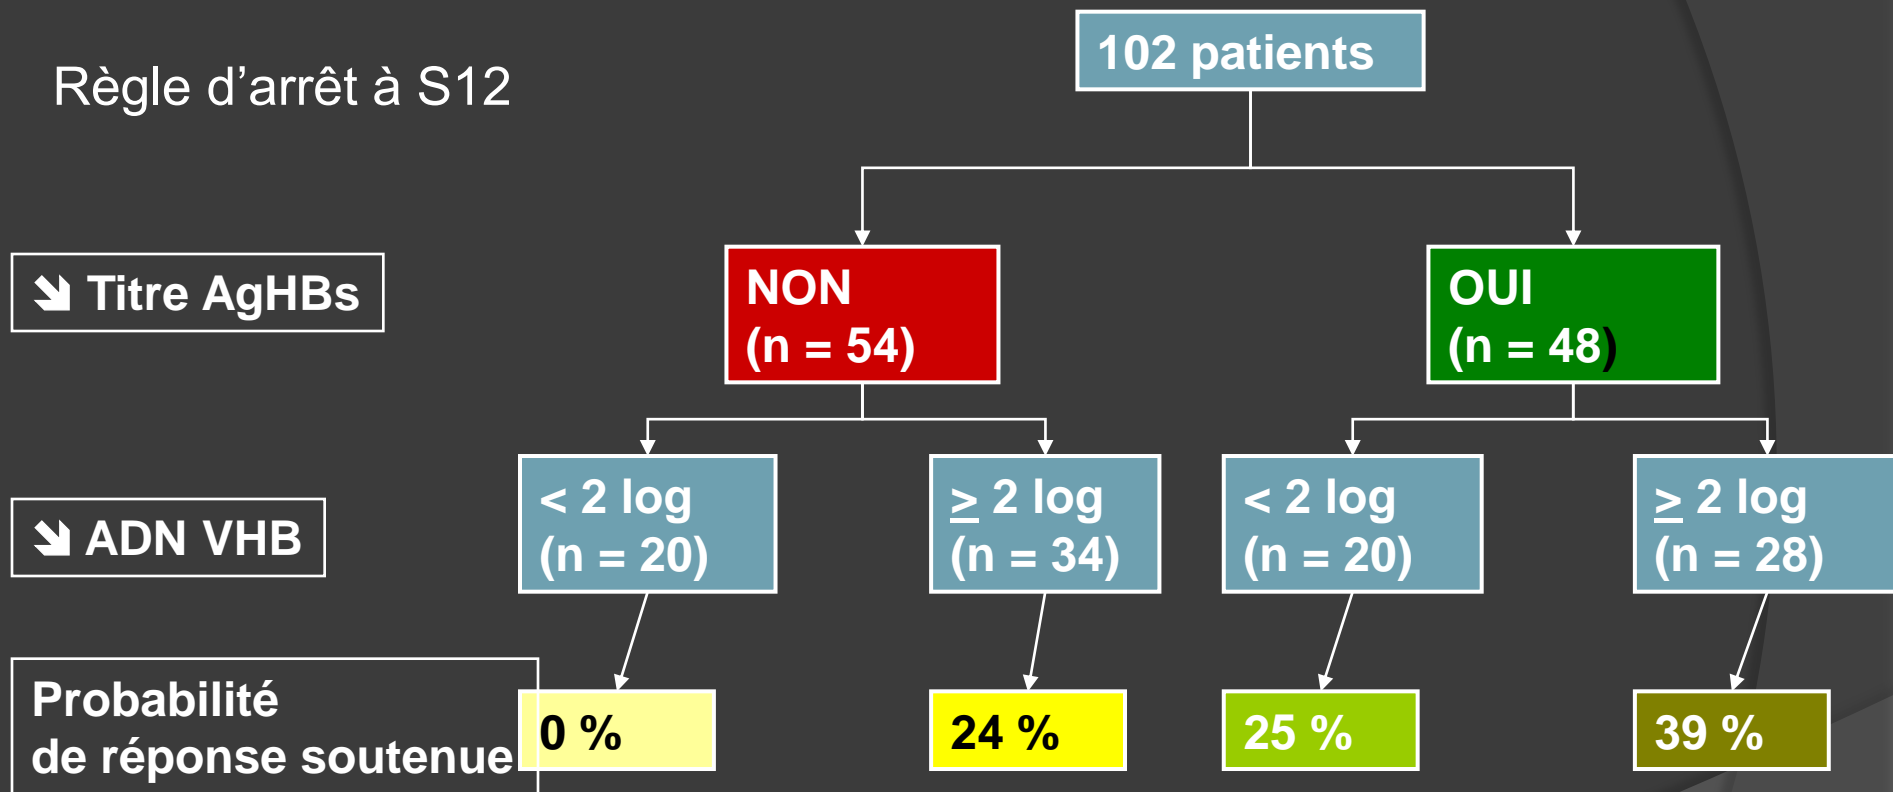 Règle d’arrêt à S12
102 patients
➘ Titre AgHBs
NON
(n = 54)
OUI
(n = 48)
➘ ADN VHB
< 2 log
(n = 20)
≥ 2 log
(n = 34)
< 2 log
(n = 20)
≥ 2 log
(n = 28)
Probabilité
de réponse soutenue
0 %
24 %
25 %
39 %